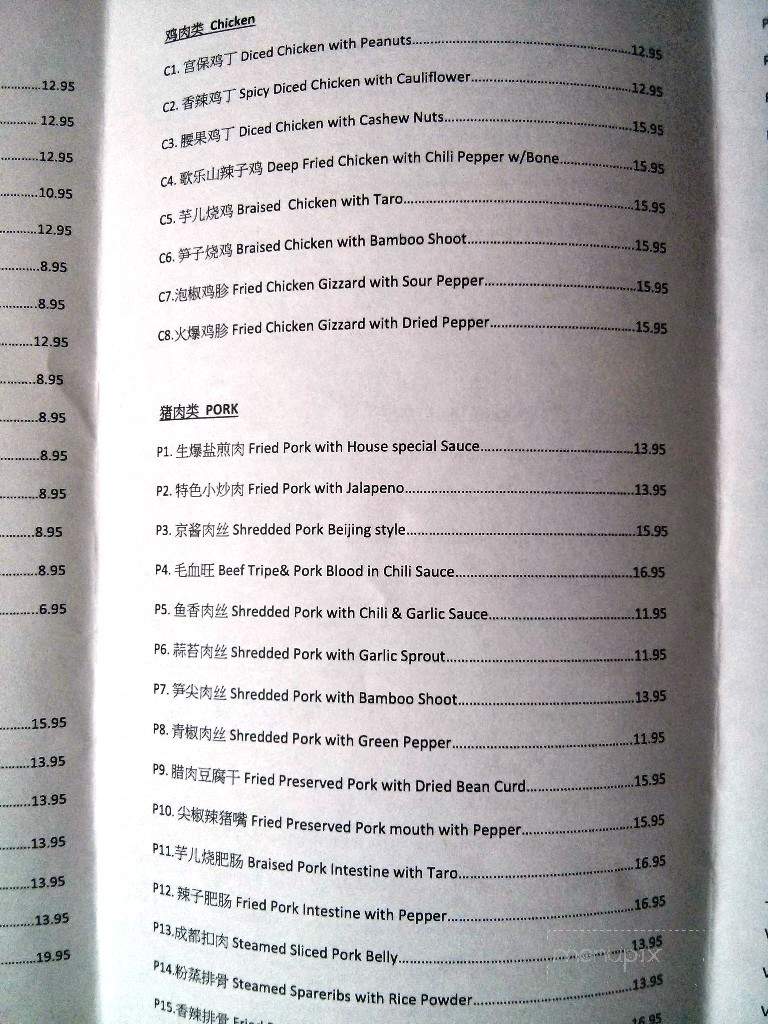 .........12.95
......... 12.95
.........12.95
.........10.95
.........12.95
.........8.95
.........8.95
.........12.95
.........8.95
.........8.95
.........8.95
.........8.95
.........8.95
.........8.95
.........6.95
.........15.95
.........13.95
.........13.95
.........13.95
.........13.95
.........13.95
.........19.95
鸡肉类 Chicken
C1. 宫保鸡丁 Diced Chicken with Peanuts.........12.95
C2. 香辣鸡丁 Spicy Diced Chicken with Cauliflower.........12.95
C3. 腰果鸡丁 Diced Chicken with Cashew Nuts.........15.95
C4. 歌乐山辣子鸡 Deep Fried Chicken with Chili Pepper w/Bone.........15.95
C5. 芋儿烧鸡 Braised Chicken with Taro.........15.95
C6. 笋子烧鸡 Braised Chicken with Bamboo Shoot.........15.95
C7.泡椒鸡胗 Fried Chicken Gizzard with Sour Pepper.........15.95
C8.火爆鸡胗 Fried Chicken Gizzard with Dried Pepper.........15.95
猪肉类 PORK
P1. 生爆盐煎肉 Fried Pork with House special Sauce.........13.95
P2. 特色小炒肉 Fried Pork with Jalapeno.........13.95
P3. 京酱肉丝 Shredded Pork Beijing style.........15.95
P4. 毛血旺 Beef Tripe& Pork Blood in Chili Sauce.........16.95
P5. 鱼香肉丝 Shredded Pork with Chili & Garlic Sauce.........11.95
P6. 蒜苔肉丝 Shredded Pork with Garlic Sprout.........11.95
P7. 笋尖肉丝 Shredded Pork with Bamboo Shoot.........13.95
P8. 青椒肉丝 Shredded Pork with Green Pepper.........11.95
P9. 腊肉豆腐干 Fried Preserved Pork with Dried Bean Curd.........15.95
P10. 尖椒辣猪嘴 Fried Preserved Pork mouth with Pepper.........15.95
P11.芋儿烧肥肠 Braised Pork Intestine with Taro.........16.95
P12. 辣子肥肠 Fried Pork Intestine with Pepper.........16.95
P13.成都扣肉 Steamed Sliced Pork Belly.........13.95
P14.粉蒸排骨 Steamed Spareribs with Rice Powder.........13.95
P15.香辣排骨 Fried .........16.95
menupix